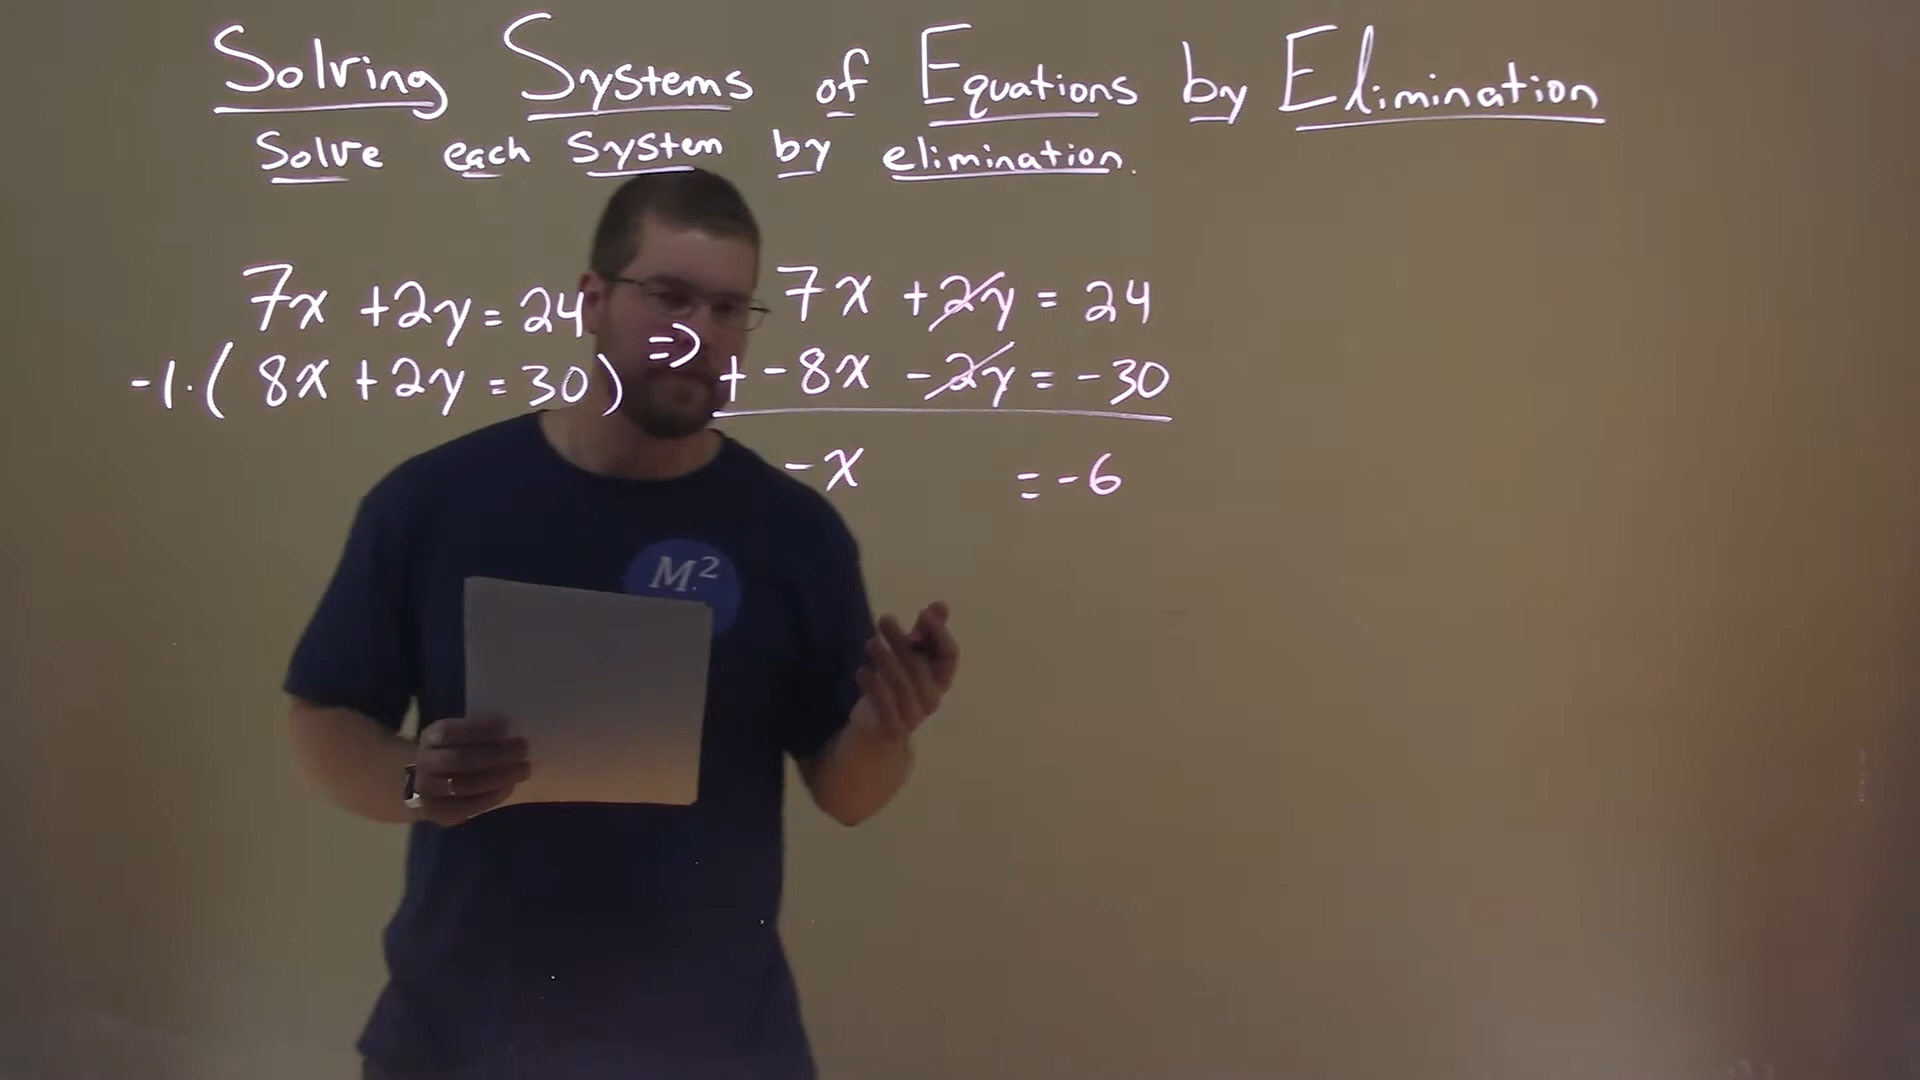 Solving Systems of Equations by Elimination
Solve each system by elimination.
7x +2y = 24
-1·( 8x + 2y = 30 )
=>
7x + 2y = 24
+ -8x - 2y = -30
-x = -6
M.²